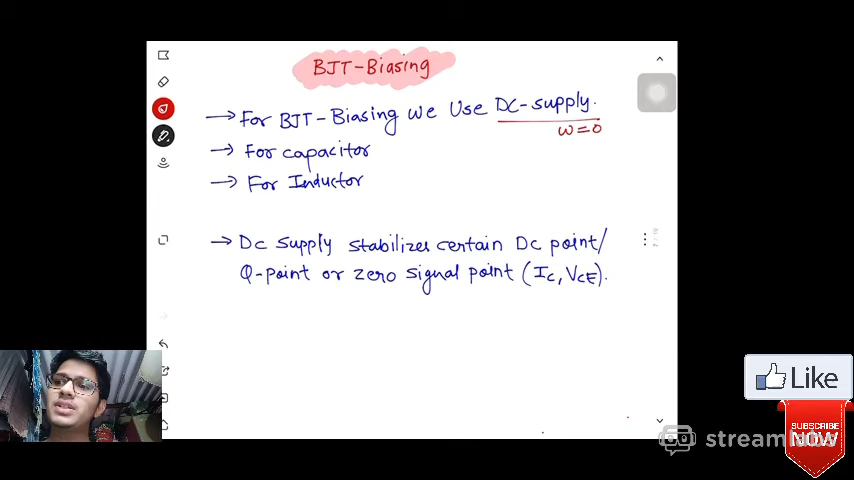 BJT-Biasing
→ For BJT-Biasing We Use DC-supply.
w=0
→ For capacitor
→ For Inductor
→ DC supply stabilizes certain DC point/
Q-point or zero signal point (IC, VCE).
Like
SUBSCRIBE
NOW
streamlabs